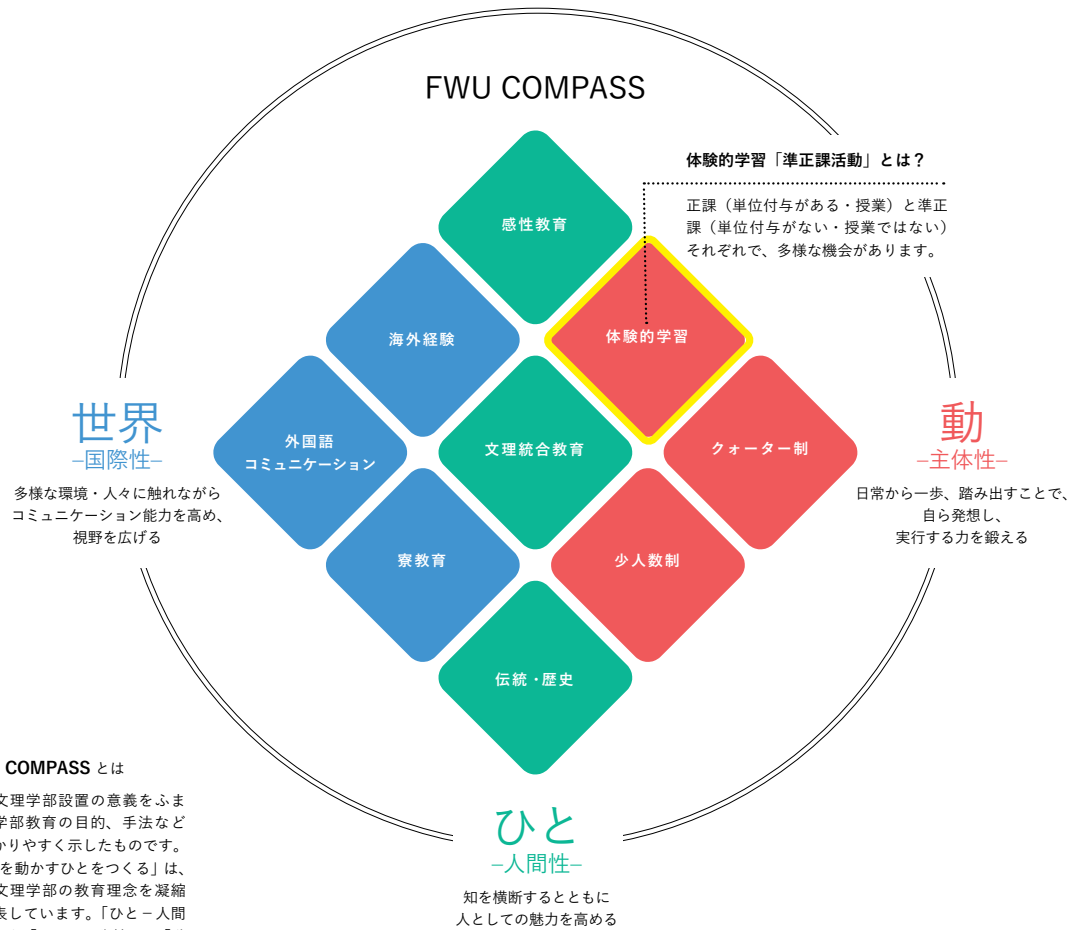 FWU COMPASS
体験的学習「準正課活動」とは？
正課（単位付与がある・授業）と準正
課（単位付与がない・授業ではない）
それぞれで、多様な機会があります。
感性教育
海外経験
体験的学習
外国語
コミュニケーション
文理統合教育
クォーター制
寮教育
少人数制
伝統・歴史
世界
–国際性–
多様な環境・人々に触れながら
コミュニケーション能力を高め、
視野を広げる
動
–主体性–
日常から一歩、踏み出すことで、
自ら発想し、
実行する力を鍛える
ひと
–人間性–
知を横断するとともに
人としての魅力を高める
COMPASS とは
文理学部設置の意義をふま
学部教育の目的、手法など
かりやすく示したものです。
を動かすひとをつくる」は、
文理学部の教育理念を凝縮
表しています。「ひと－人間